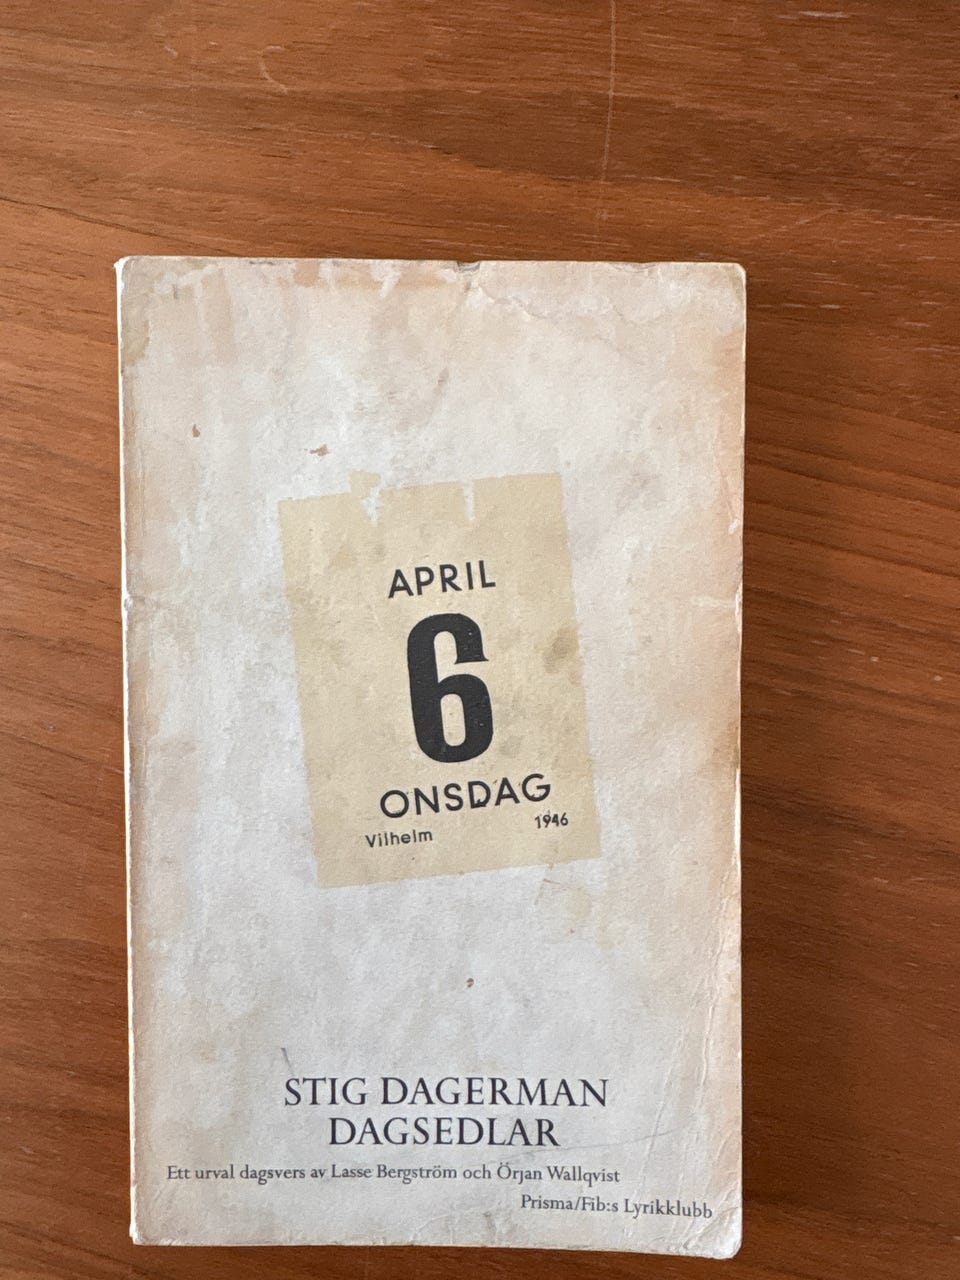 APRIL
6
ONSDAG
Vilhelm 1946
STIG DAGERMAN
DAGSEDLAR
Ett urval dagsvers av Lasse Bergström och Örjan Wallqvist
Prisma/Fib:s Lyrikklubb